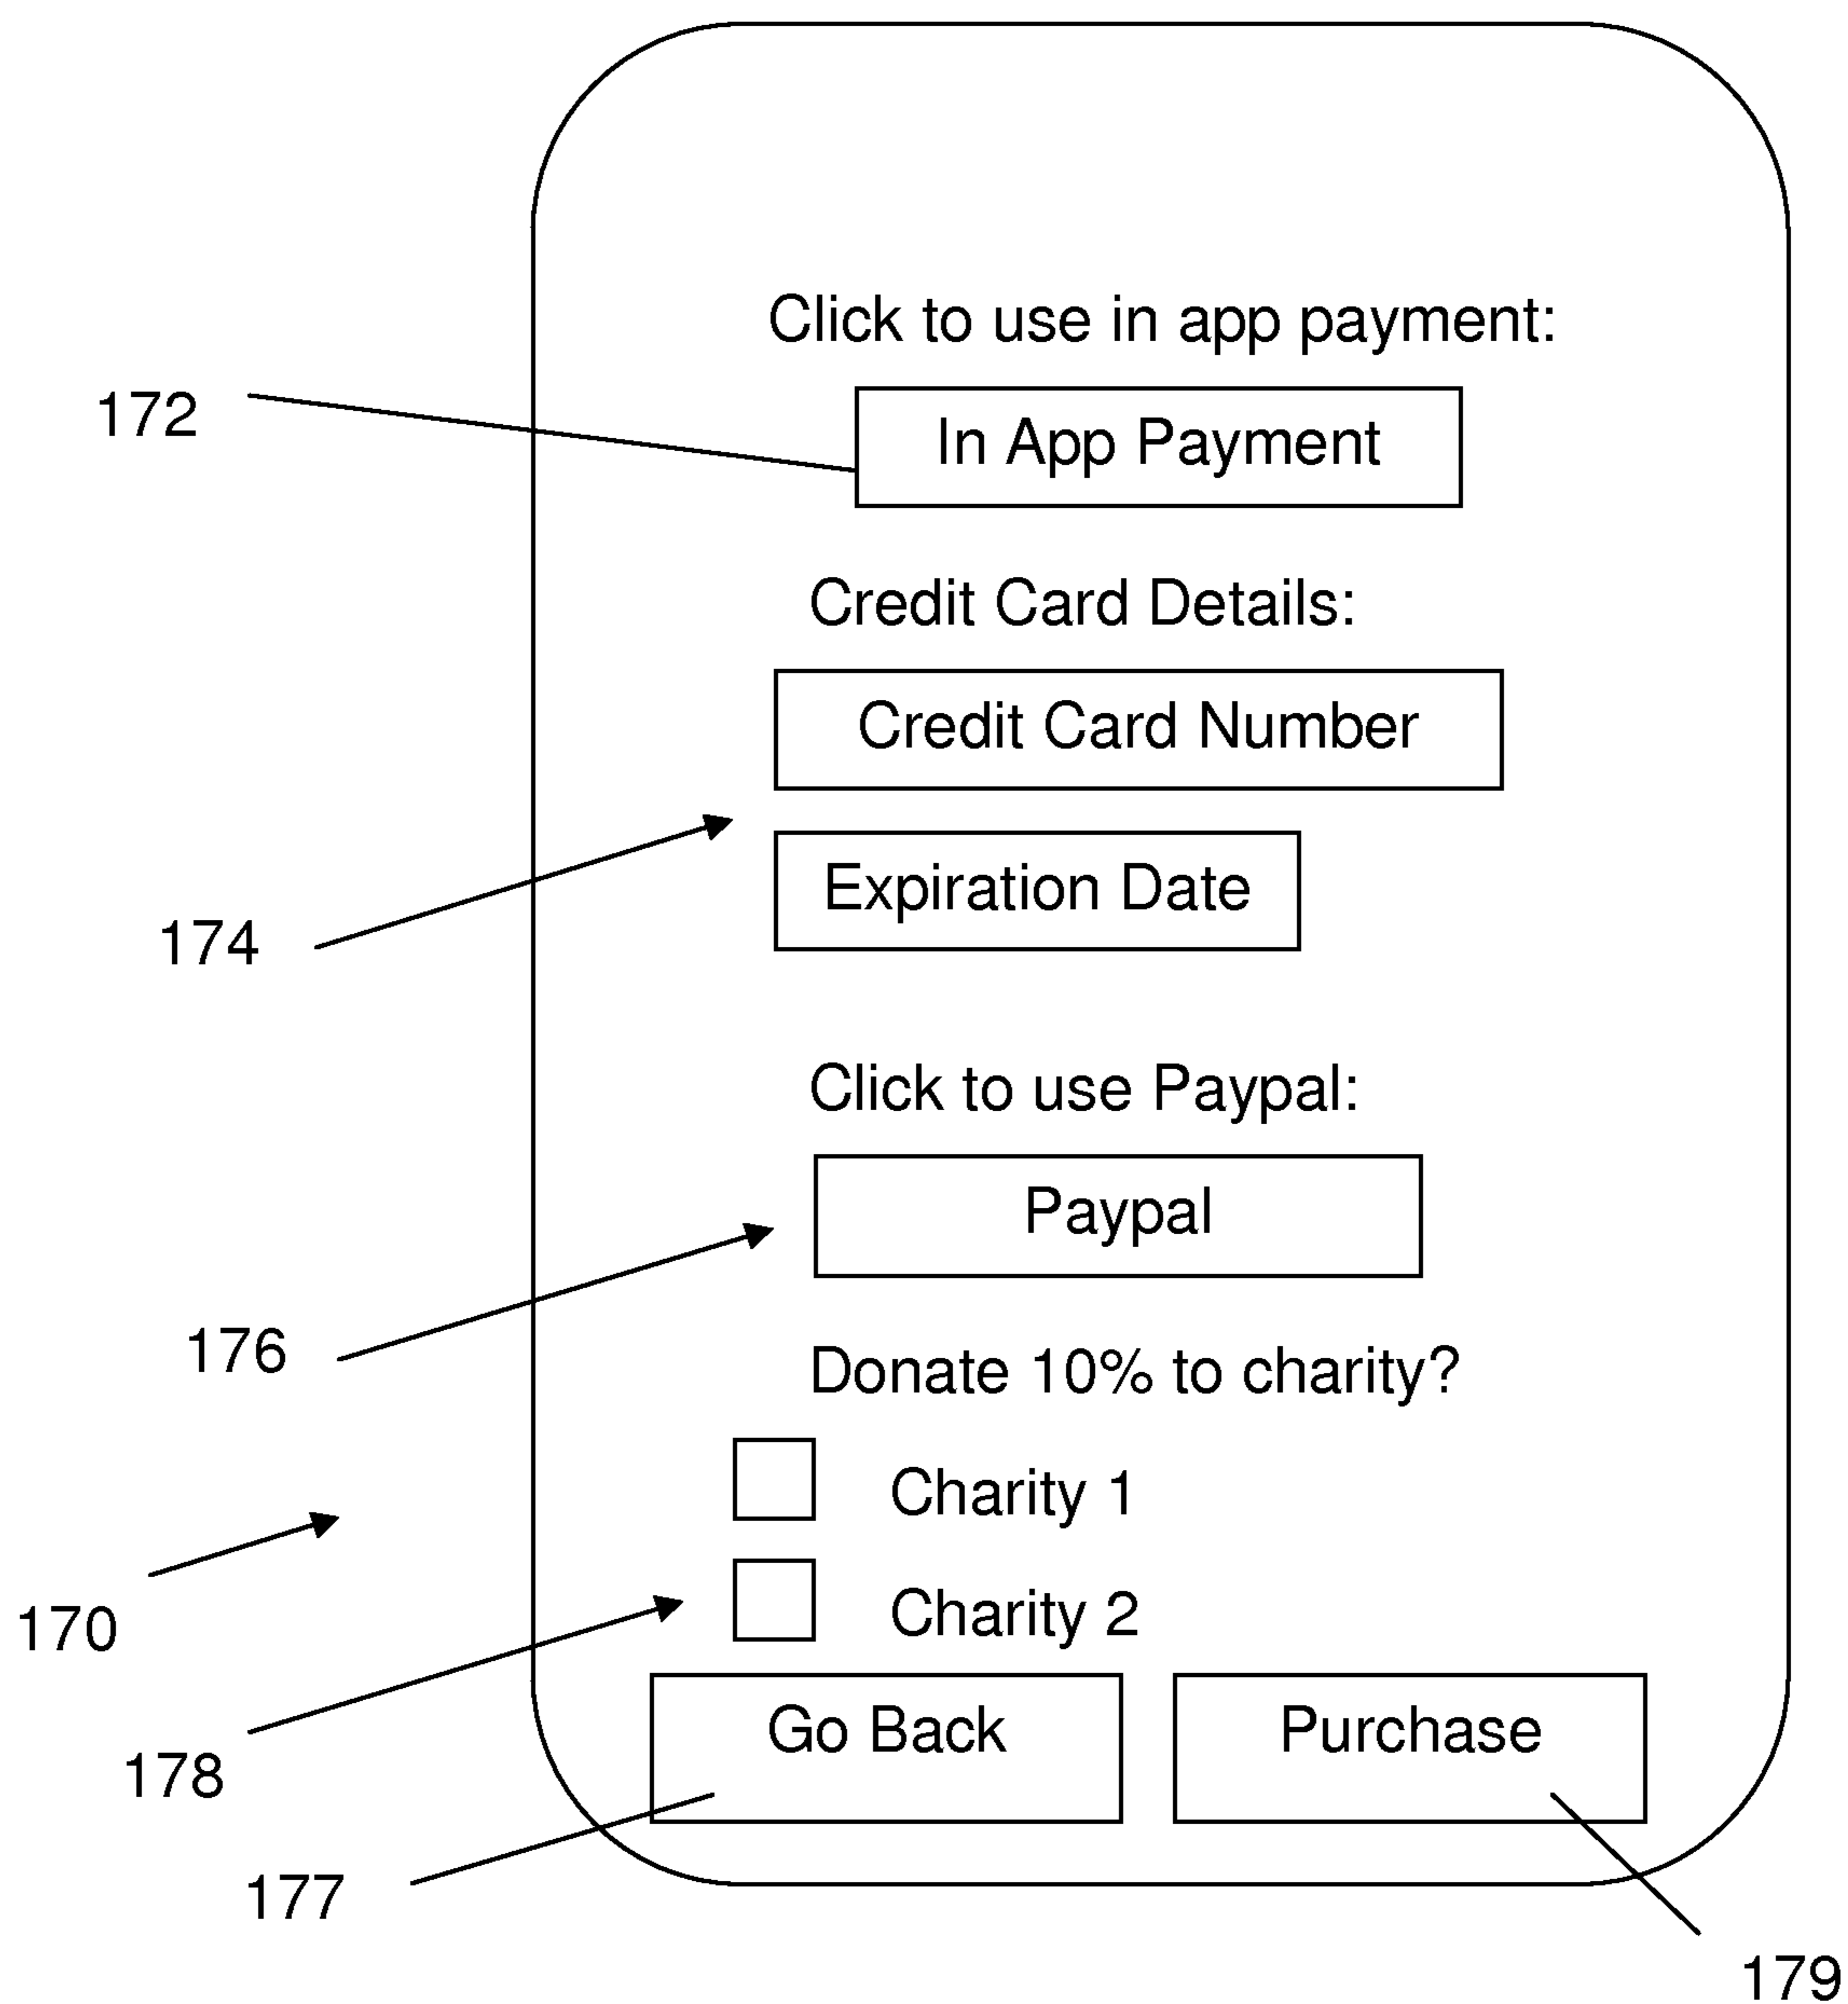 Click to use in app payment:
172
In App Payment
Credit Card Details:
Credit Card Number
Expiration Date
174
Click to use Paypal:
Paypal
176
Donate 10% to charity?
Charity 1
170
Charity 2
Go Back
Purchase
178
177
179